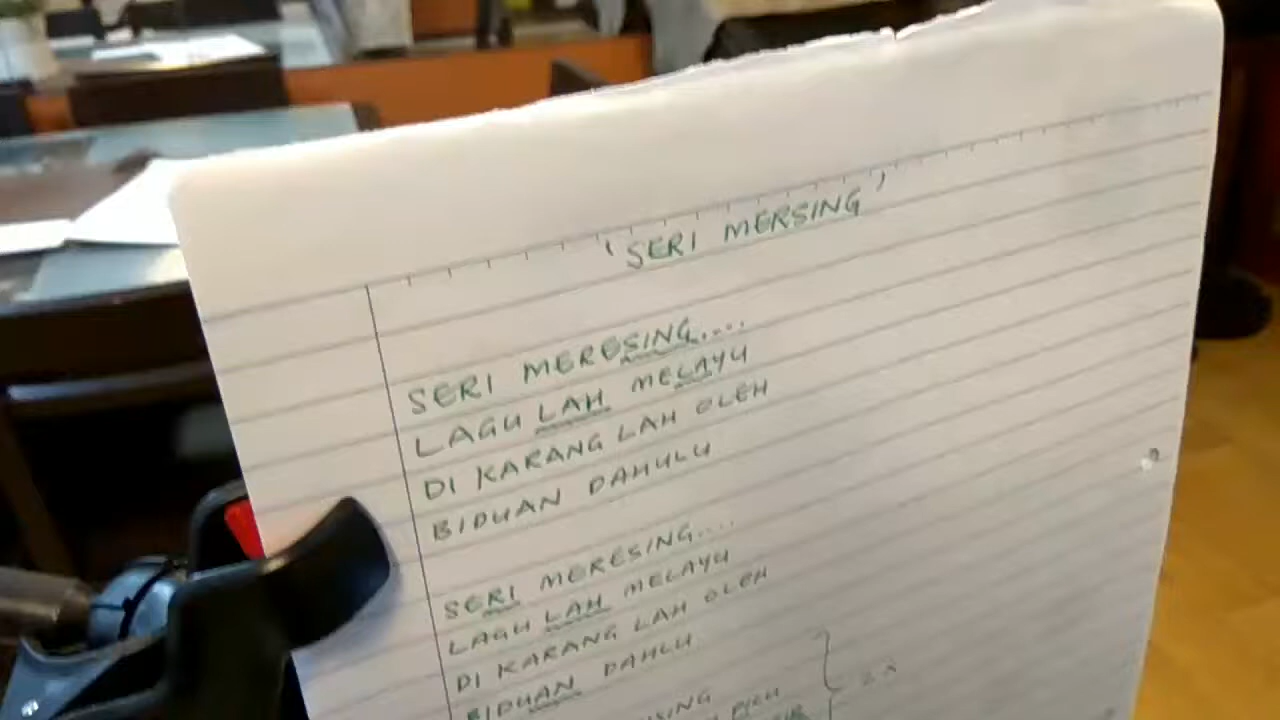 'SERI MERSING'
SERI MERESING....
LAGU LAH MELAYU
DI KARANG LAH OLEH
BIDUAN DAHULU
SERI MERESING....
LAGU LAH MELAYU
DI KARANG LAH OLEH
BIDUAN DAHLU